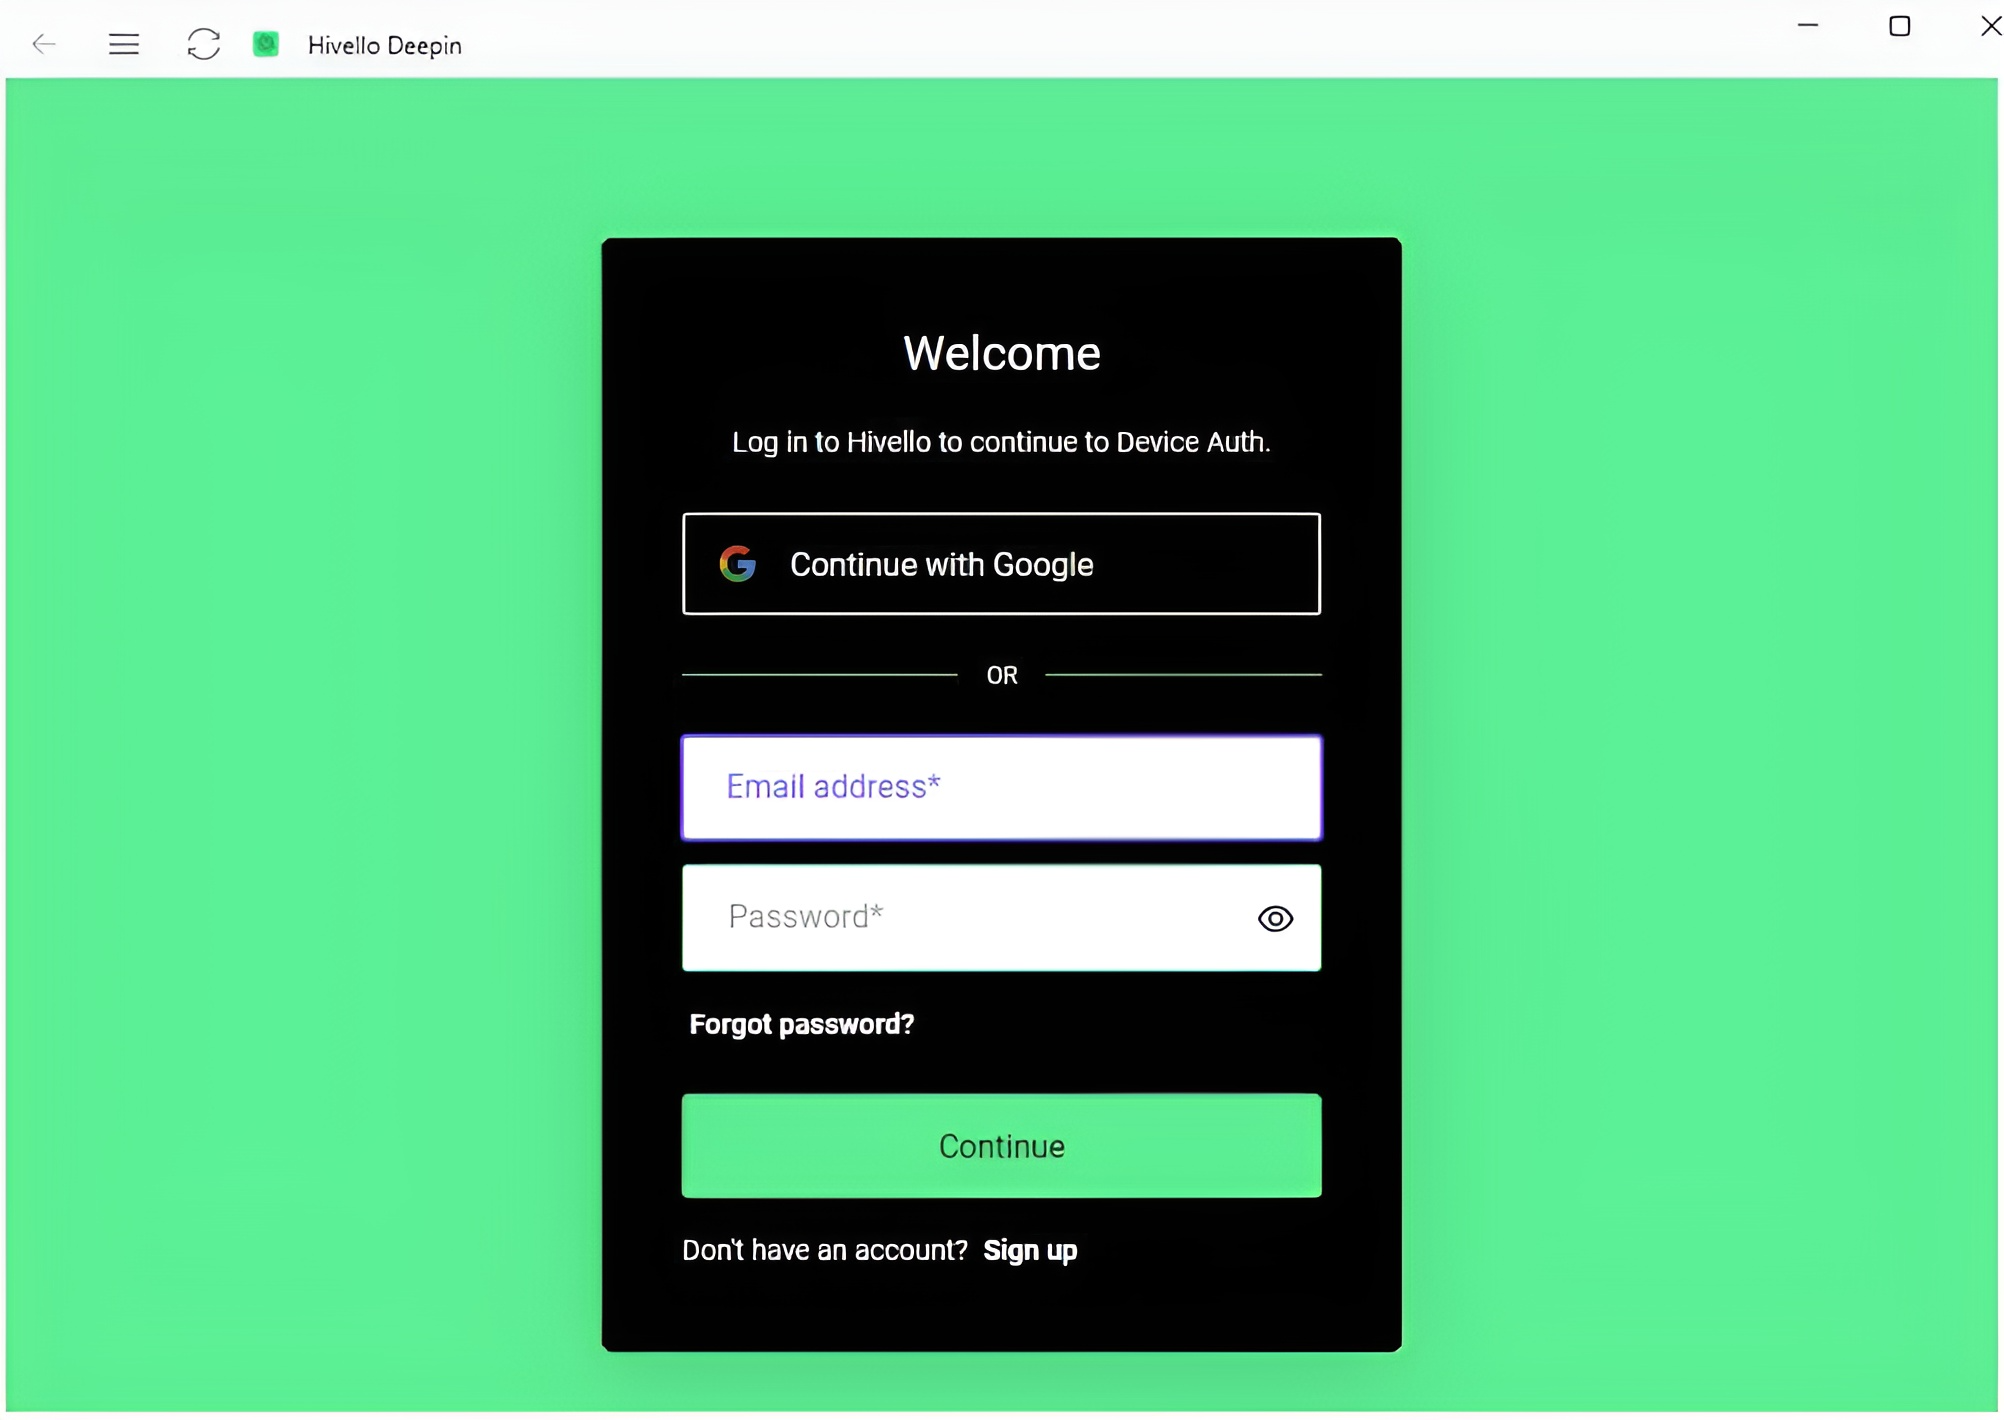 Hivello Deepin
Welcome
Log in to Hivello to continue to Device Auth.
Continue with Google
OR
Email address*
Password*
Forgot password?
Continue
Don't have an account? Sign up